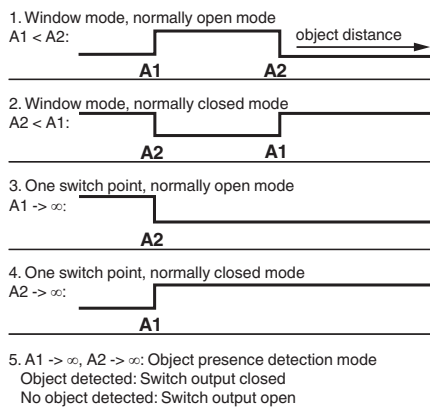 1. Window mode, normally open mode
A1 < A2:
object distance
A1 A2
2. Window mode, normally closed mode
A2 < A1:
A2 A1
3. One switch point, normally open mode
A1 -> ∞:
A2
4. One switch point, normally closed mode
A2 -> ∞:
A1
5. A1 -> ∞, A2 -> ∞: Object presence detection mode
Object detected: Switch output closed
No object detected: Switch output open